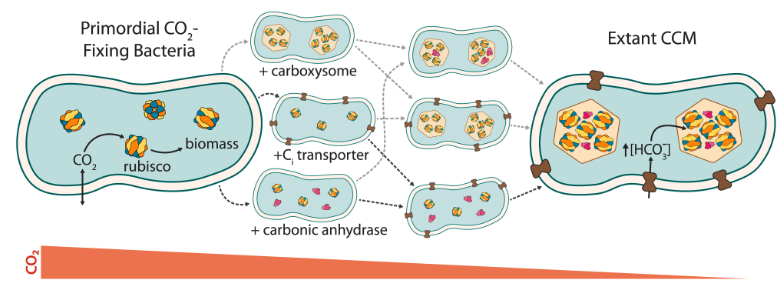 Primordial CO₂-
Fixing Bacteria
CO₂
rubisco
biomass
+ carboxysome
+Cᵢ transporter
+ carbonic anhydrase
Extant CCM
↑[HCO₃⁻]
CO₂